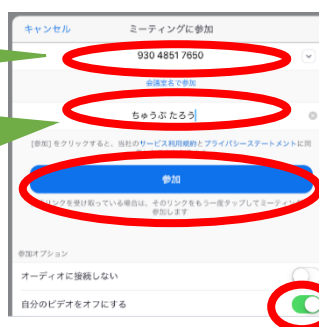 キャンセル ミーティングに参加
930 4851 7650
会議室名で参加
ちゅうぶ たろう
[参加] をクリックすると、当社のサービス利用規約とプライバシーステートメントに同
参加
リンクを受け取っている場合は、そのリンクをもう一度タップしてミーティング
参加します
参加オプション
オーディオに接続しない
自分のビデオをオフにする